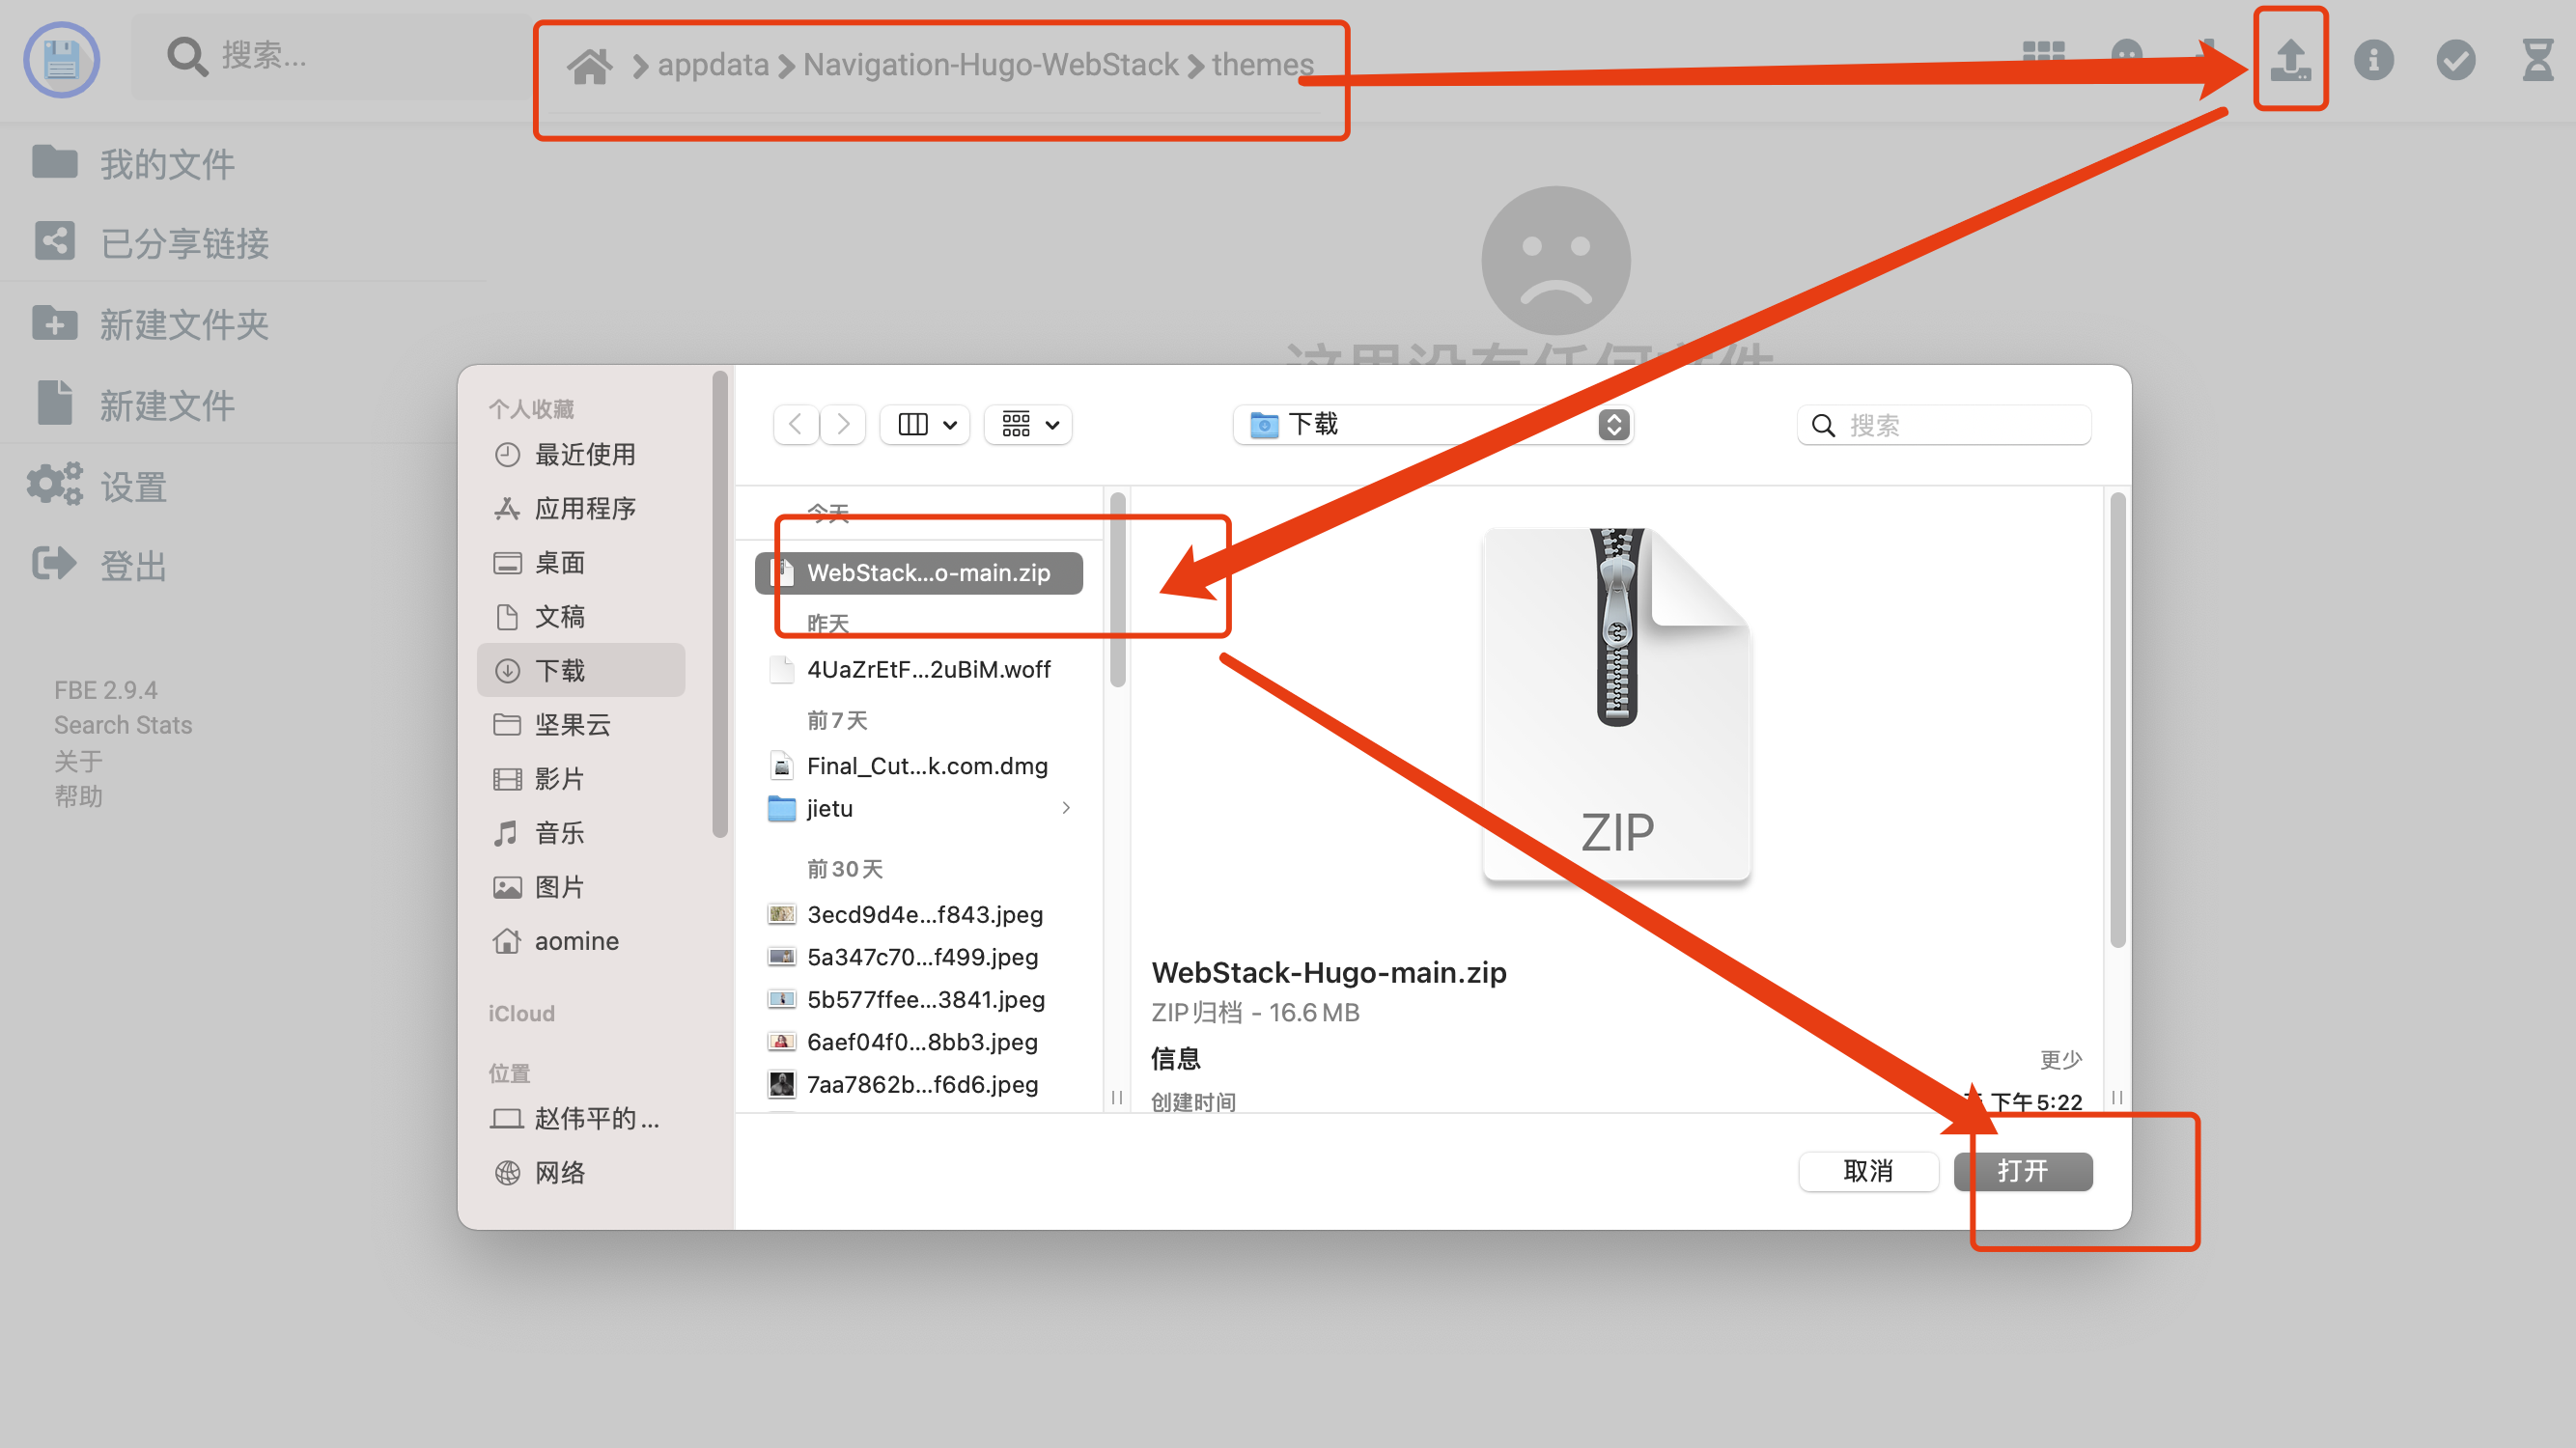 搜索...
appdata
Navigation-Hugo-WebStack
themes
我的文件
已分享链接
新建文件夹
新建文件
设置
登出
FBE 2.9.4
Search Stats
关于
帮助
这里没有任何文件
个人收藏
最近使用
应用程序
桌面
文稿
下载
坚果云
影片
音乐
图片
aomine
iCloud
位置
赵伟平的 ...
网络
下载
搜索
今天
WebStack...o-main.zip
昨天
4UaZrEtF...2uBiM.woff
前7天
Final_Cut...k.com.dmg
jietu
前30天
3ecd9d4e...f843.jpeg
5a347c70...f499.jpeg
5b577ffee...3841.jpeg
6aef04f0...8bb3.jpeg
7aa7862b...f6d6.jpeg
ZIP
WebStack-Hugo-main.zip
ZIP归档 - 16.6 MB
信息
更少
创建时间
下午5:22
取消
打开